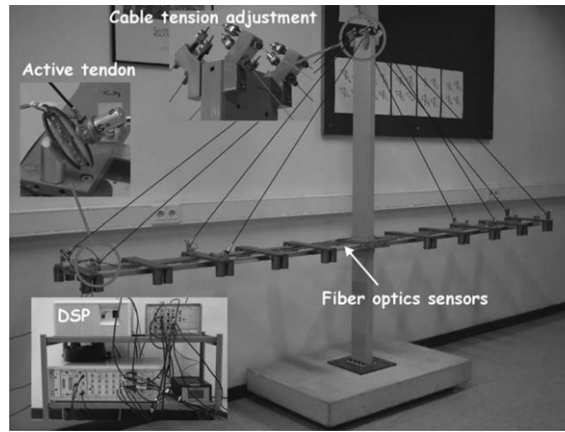 Cable tension adjustment
Active tendon
Fiber optics sensors
DSP